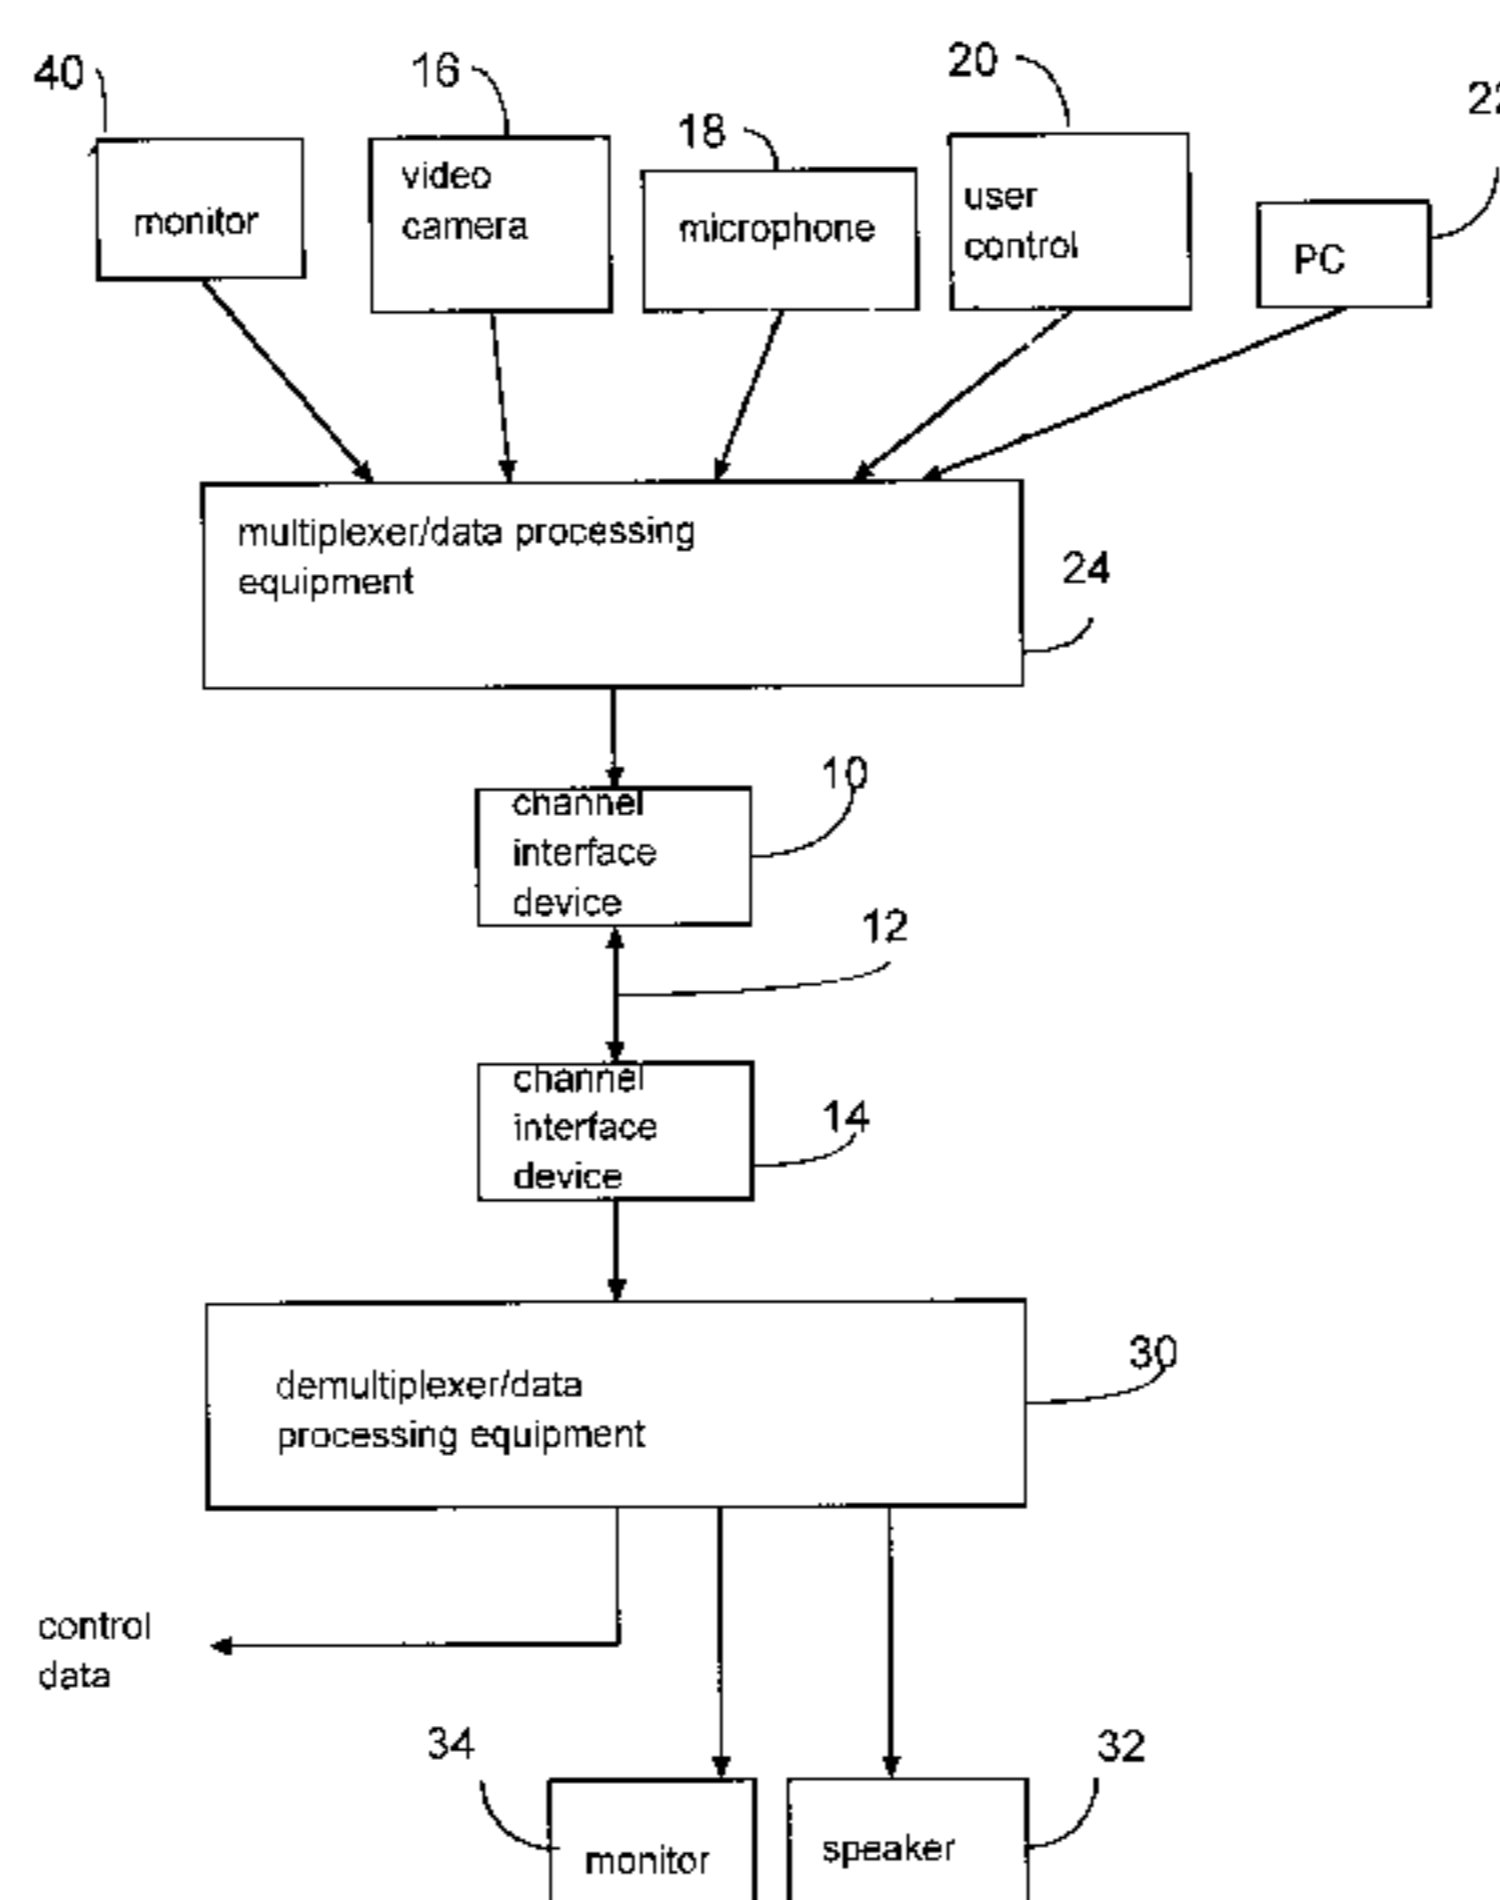 40
16
18
20
22
monitor
video
camera
microphone
user
control
PC
multiplexer/data processing
equipment
24
10
channel
interface
device
12
channel
interface
device
14
30
demultiplexer/data
processing equipment
control
data
34
32
monitor
speaker